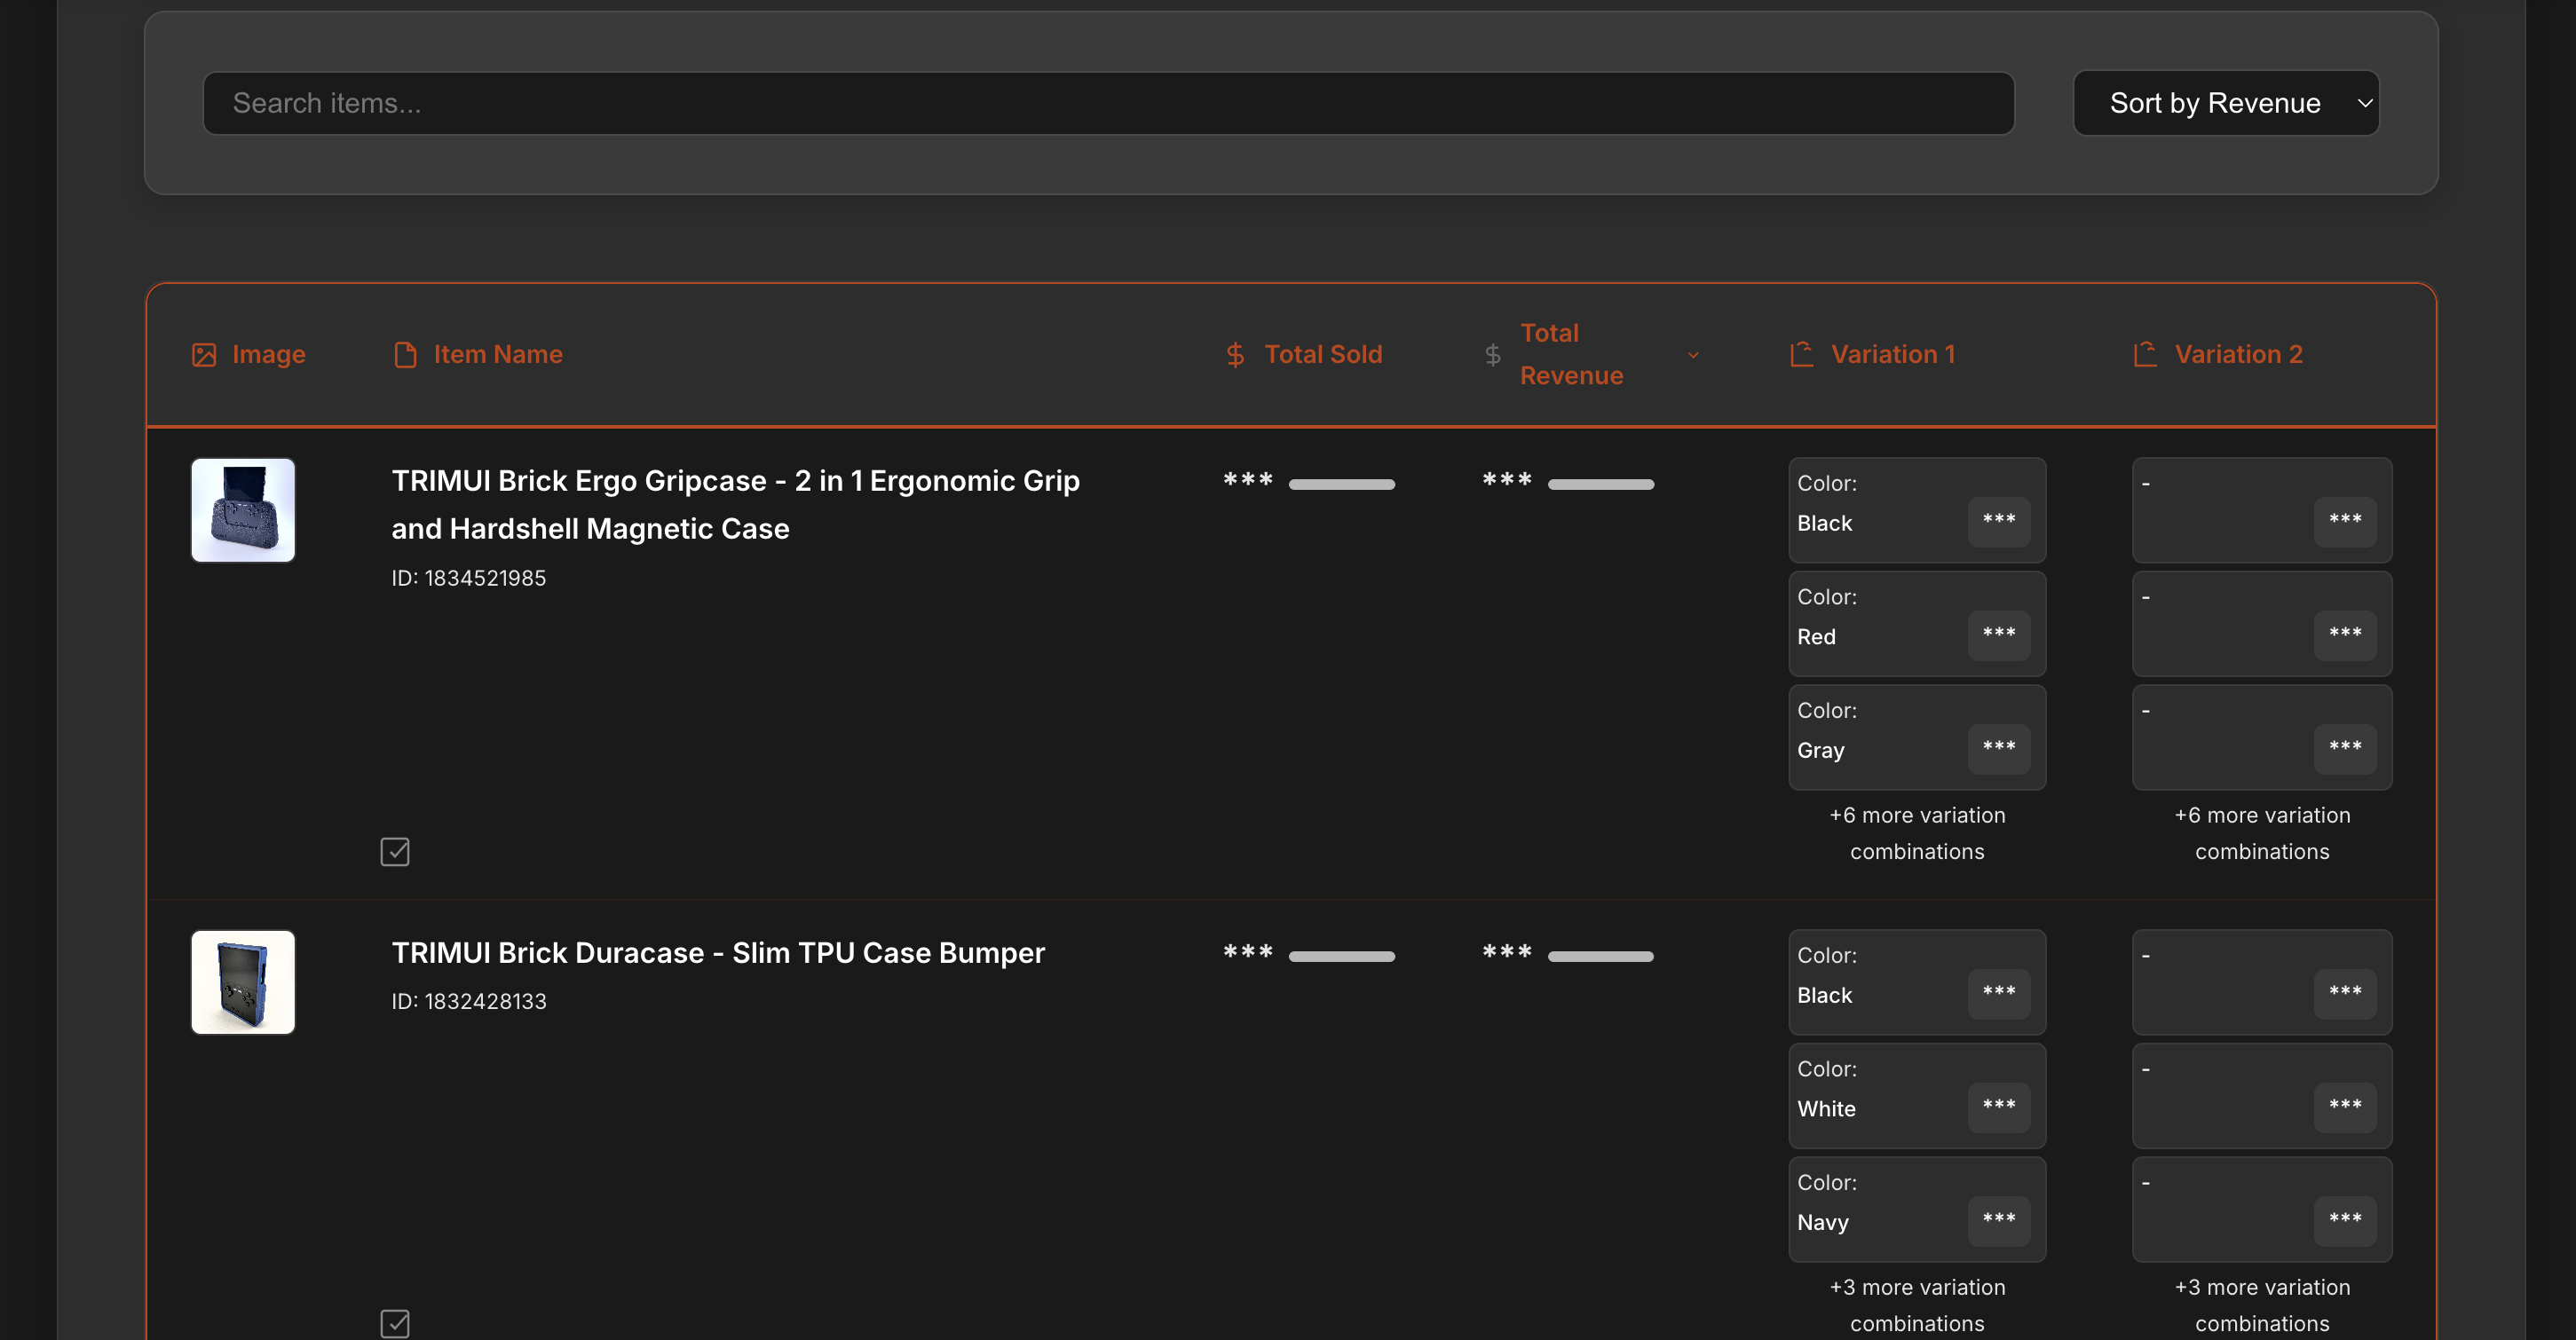 Search items...
Sort by Revenue
Image
Item Name
Total Sold
Total
Revenue
Variation 1
Variation 2
TRIMUI Brick Ergo Gripcase - 2 in 1 Ergonomic Grip
and Hardshell Magnetic Case
ID: 1834521985
***
***
Color:
Black
***
-
***
Color:
Red
***
-
***
Color:
Gray
***
-
***
+6 more variation
combinations
+6 more variation
combinations
TRIMUI Brick Duracase - Slim TPU Case Bumper
ID: 1832428133
***
***
Color:
Black
***
-
***
Color:
White
***
-
***
Color:
Navy
***
-
***
+3 more variation
combinations
+3 more variation
combinations